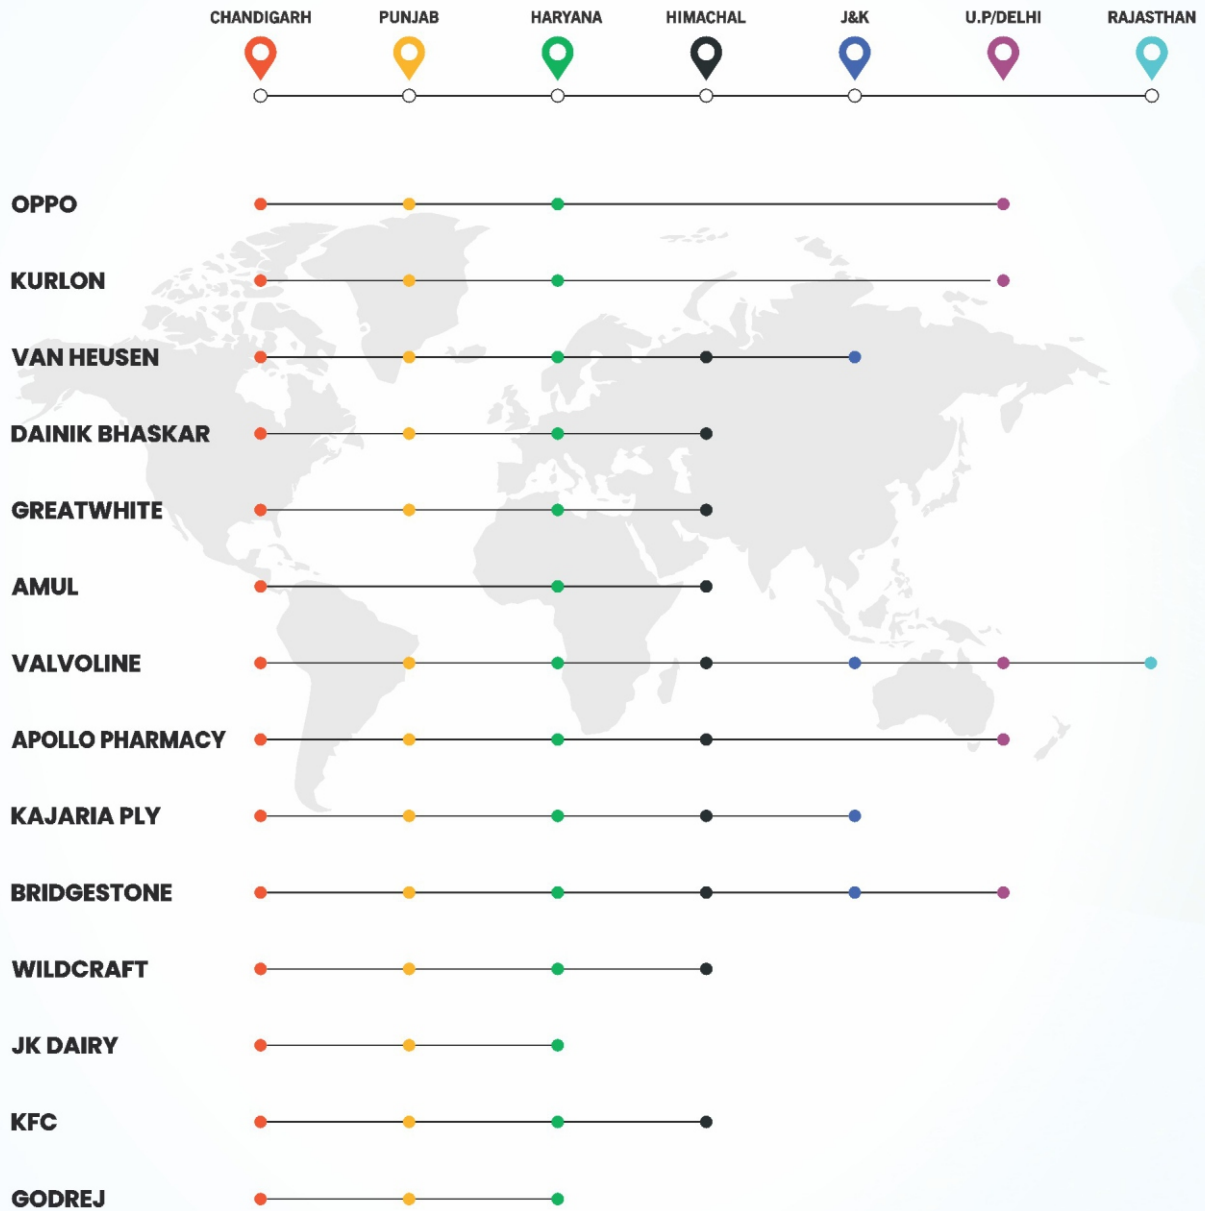 CHANDIGARH PUNJAB HARYANA HIMACHAL J&K U.P/DELHI RAJASTHAN
OPPO
KURLON
VAN HEUSEN
DAINIK BHASKAR
GREATWHITE
AMUL
VALVOLINE
APOLLO PHARMACY
KAJARIA PLY
BRIDGESTONE
WILDCRAFT
JK DAIRY
KFC
GODREJ